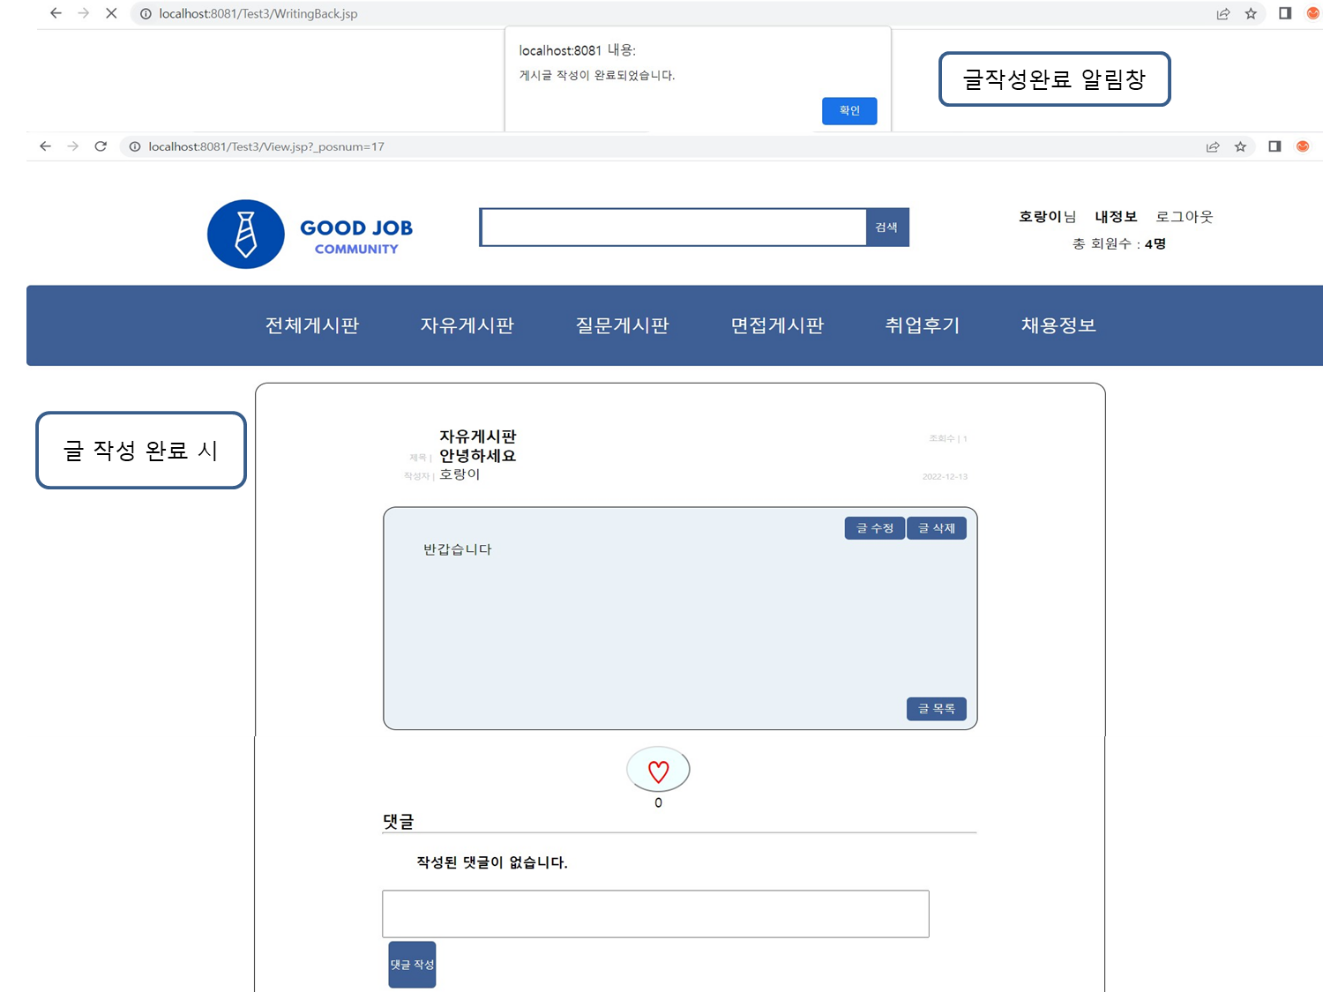 localhost:8081/Test3/WritingBack.jsp
localhost:8081 내용:
게시글 작성이 완료되었습니다.
확인
글작성완료 알림창
localhost:8081/Test3/View.jsp?_posnum=17
GOOD JOB
COMMUNITY
검색
호랑이님 내정보 로그아웃
총 회원수 : 4명
전체게시판 자유게시판 질문게시판 면접게시판 취업후기 채용정보
글 작성 완료 시
자유게시판
조회수 | 1
제목 | 안녕하세요
작성자 | 호랑이
2022-12-13
글 수정 글 삭제
반갑습니다
글 목록
0
댓글
작성된 댓글이 없습니다.
댓글 작성